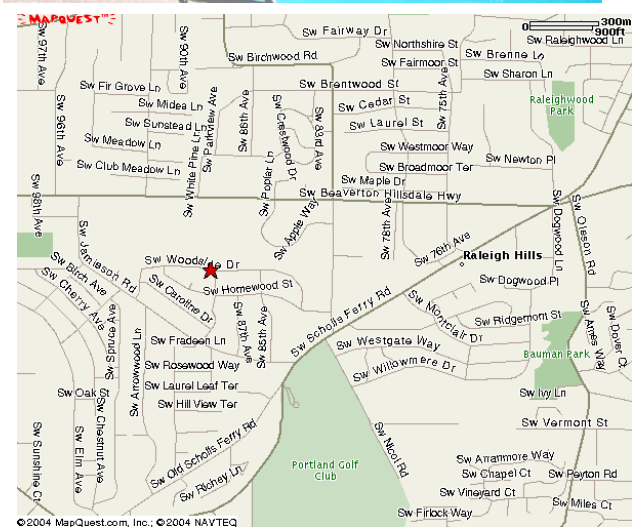 MAPQUEST
300m
900ft
Sw Fairway Dr
Sw Raleighwood Ln
Sw 97th Ave
Sw 90th Ave
Sw Northshire St
Sw Brenne Ln
Sw Birchwood Rd
Sw Fairmoor St
Sw Sharon Ln
Sw Fir Grove Ln
Sw Brentwood St
Sw 96th Ave
Sw Midea Ln
Sw Parkview Ave
Sw 86th Ave
Sw Crestwood Dr
Sw 83rd Ave
Sw Cedar St
Sw 75th Ave
Raleighwood
Park
Sw Sunstead Ln
Sw Laurel St
Sw Meadow Ln
Sw Westmoor Way
Sw White Pine Ln
Sw Club Meadow Ln
Sw Poplar Ln
Sw Broadmoor Ter
Sw Newton Pl
Sw Maple Dr
Sw 98th Ave
Sw Beaverton Hillsdale Hwy
Sw Apple Way
Sw 78th Ave
Sw Dogwood Ln
Sw Oleson Rd
Sw Jamieson Rd
Sw 76th Ave
Sw Woodside Dr
Raleigh Hills
Sw Birch Ave
Sw Caroline Dr
Sw Homewood St
Sw Dogwood Pl
Sw Cherry Ave
Sw Scholls Ferry Rd
Sw Montclair Dr
Sw Spruce Ave
Sw Arrowwood Ln
Sw 87th Ave
Sw 85th Ave
Sw Ridgemont St
Sw Ames Way
Sw Dover Ct
Sw Fradeen Ln
Sw Westgate Way
Bauman Park
Sw Rosewood Way
Sw Willowmere Dr
Sw Oak St
Sw Laurel Leaf Ter
Sw Ivy Ln
Sw Hill View Ter
Sw Sunshine Ct
Sw Elm Ave
Sw Chestnut Ave
Sw Old Scholls Ferry Rd
Sw Nicol Rd
Sw Vermont St
Sw Richey Ln
Portland Golf
Club
Sw Arranmore Way
Sw Chapel Ct
Sw Peyton Rd
Sw Vineyard Ct
Sw Miles Ct
Sw Firlock Way
©2004 MapQuest.com, Inc.; ©2004 NAVTEQ